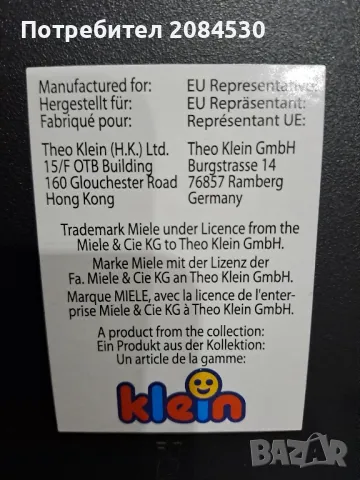 Потребител 2084530
Manufactured for:
Hergestellt für:
Fabriqué pour:
EU Representative:
EU Repräsentant:
Représentant UE:
Theo Klein (H.K.) Ltd.
15/F OTB Building
160 Glouchester Road
Hong Kong
Theo Klein GmbH
Burgstrasse 14
76857 Ramberg
Germany
Trademark Miele under Licence from the
Miele & Cie KG to Theo Klein GmbH.
Marke Miele mit der Lizenz der
Fa. Miele & Cie KG an Theo Klein GmbH.
Marque MIELE, avec la licence de l'enter-
prise Miele & Cie KG à Theo Klein GmbH.
A product from the collection:
Ein Produkt aus der Kollektion:
Un article de la gamme:
klein
BAZAR